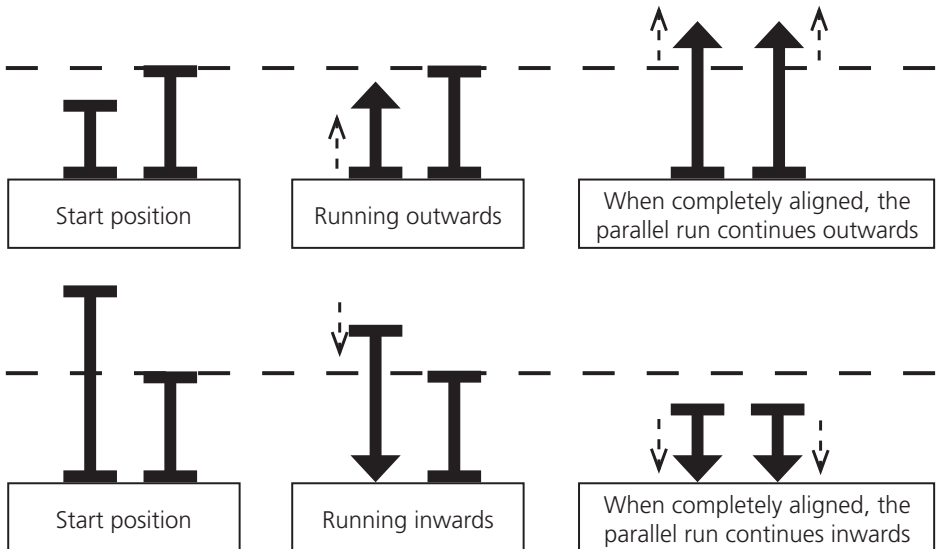 Start position
Running outwards
When completely aligned, the
parallel run continues outwards
Start position
Running inwards
When completely aligned, the
parallel run continues inwards